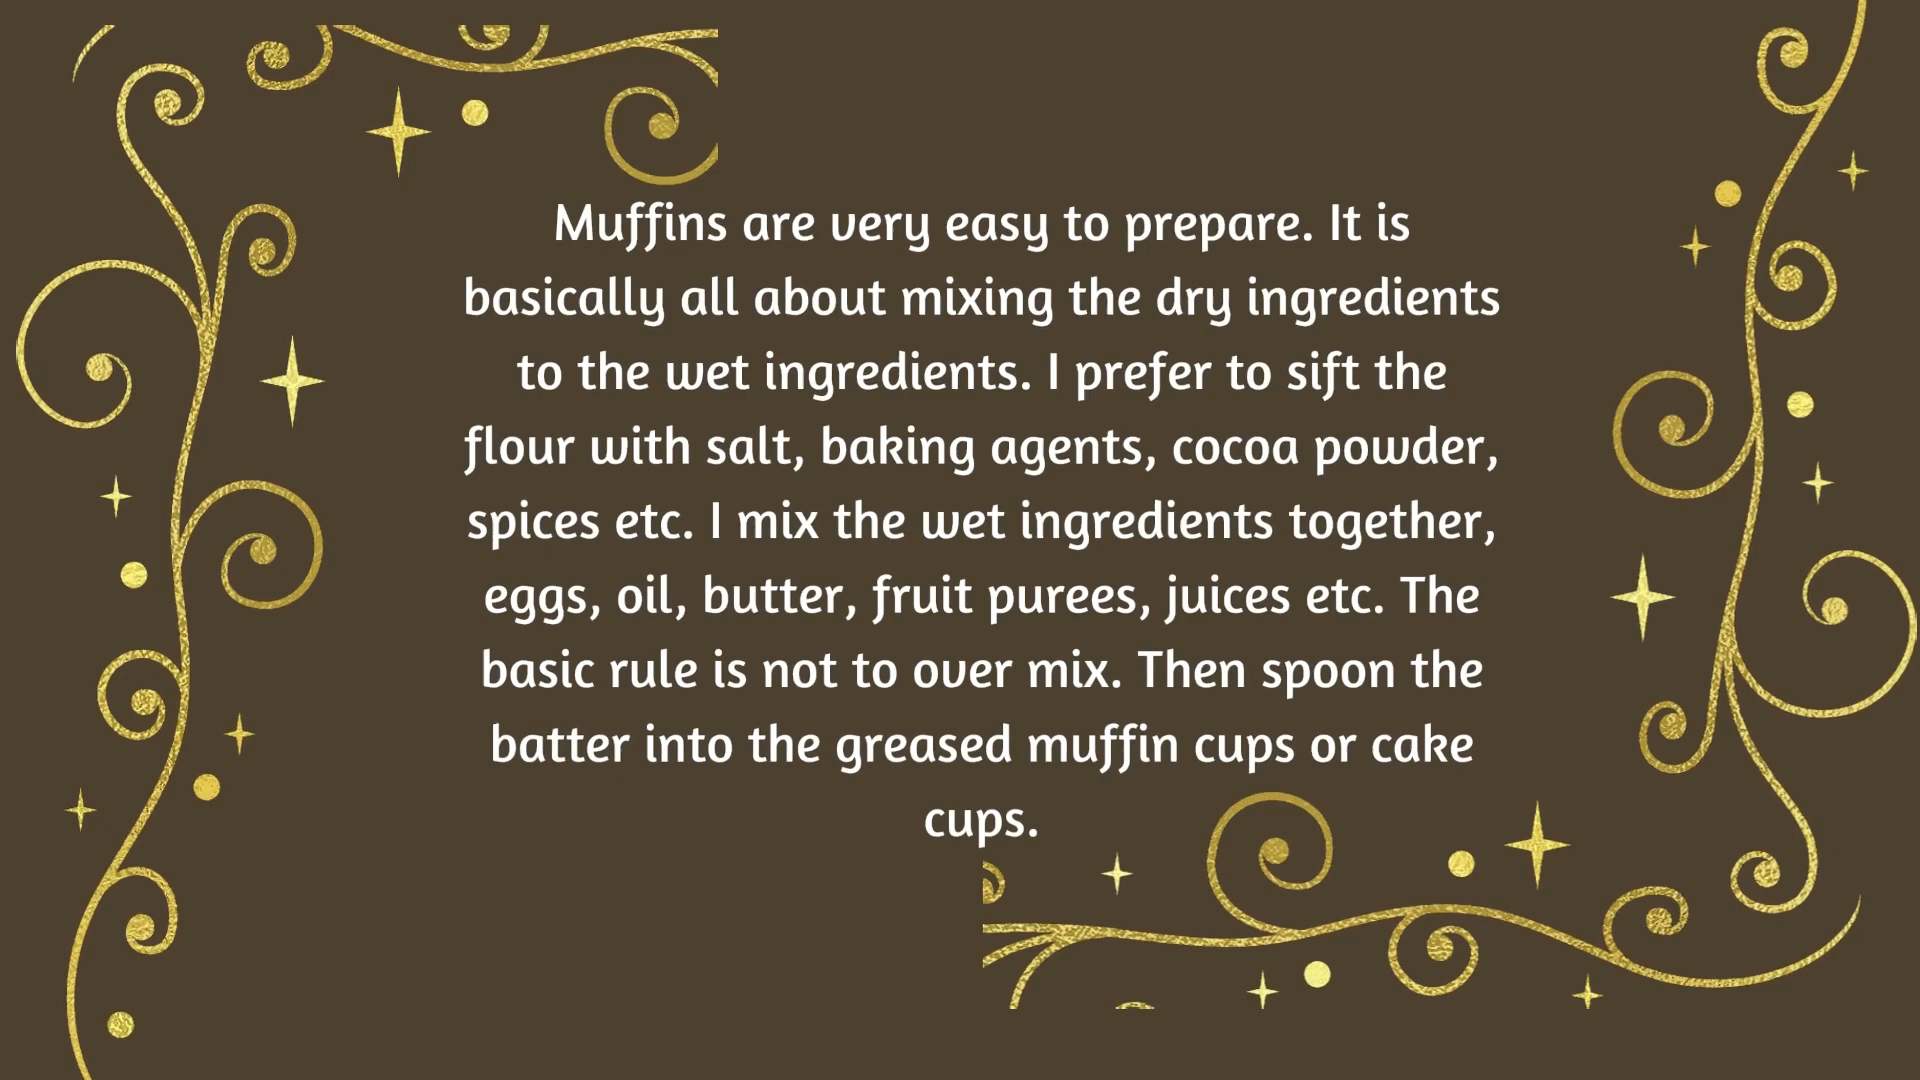 Muffins are very easy to prepare. It is
basically all about mixing the dry ingredients
to the wet ingredients. I prefer to sift the
flour with salt, baking agents, cocoa powder,
spices etc. I mix the wet ingredients together,
eggs, oil, butter, fruit purees, juices etc. The
basic rule is not to over mix. Then spoon the
batter into the greased muffin cups or cake
cups.